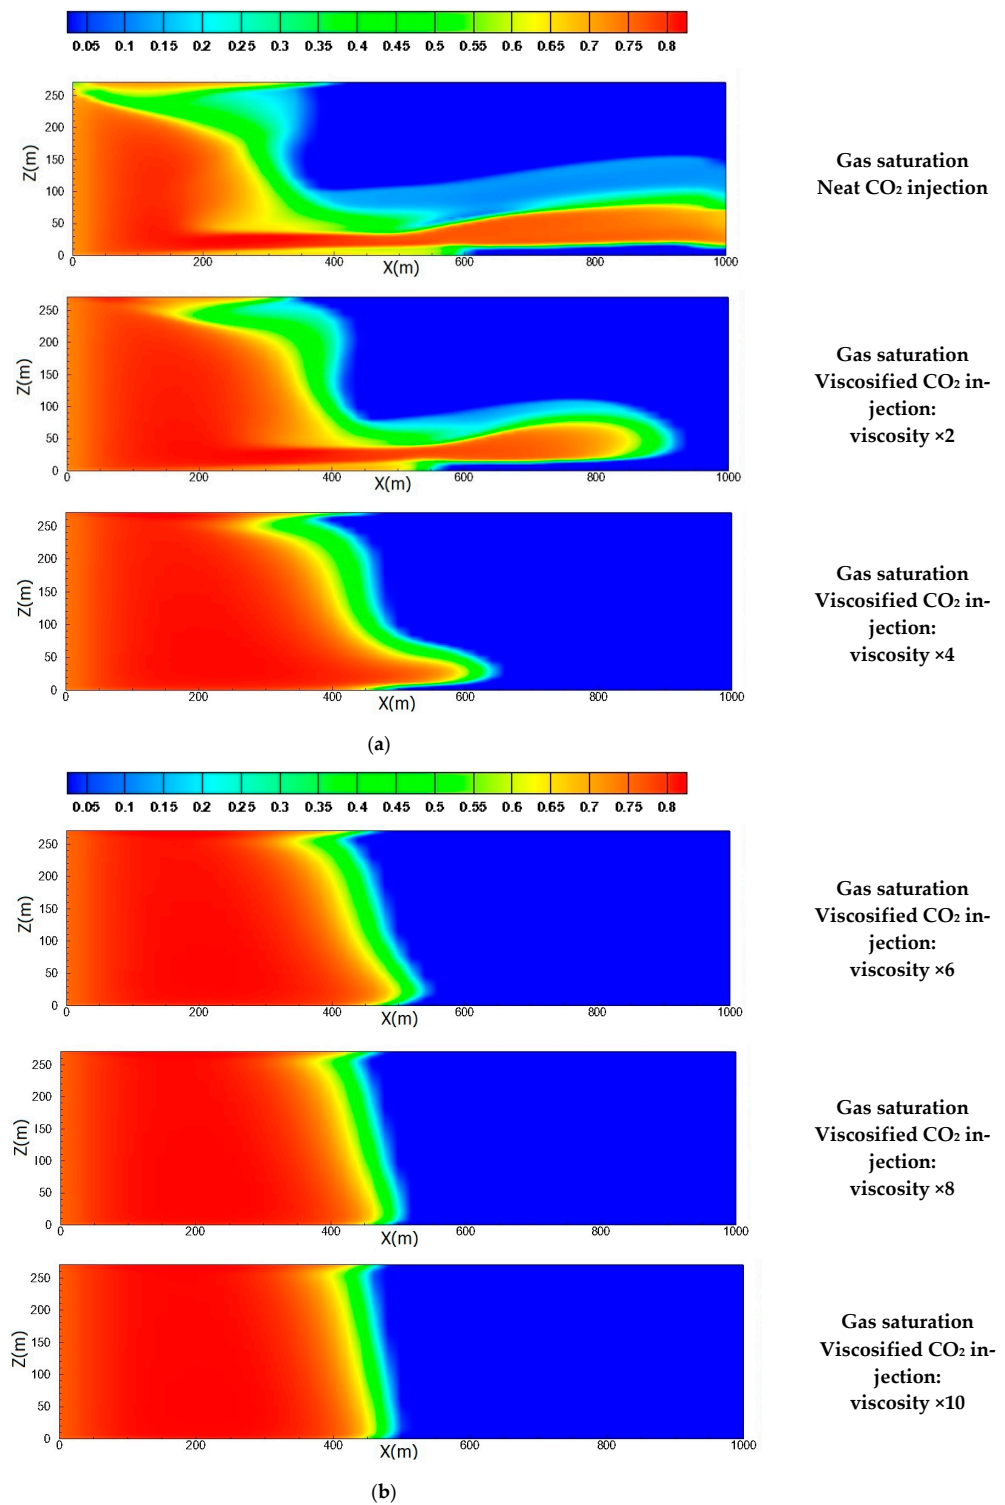 0.05 0.1 0.15 0.2 0.25 0.3 0.35 0.4 0.45 0.5 0.55 0.6 0.65 0.7 0.75 0.8
250
200
150
100
50
0
Z(m)
0 200 400 600 800 1000
X(m)
Gas saturation
Neat CO2 injection
250
200
150
100
50
0
Z(m)
0 200 400 600 800 1000
X(m)
Gas saturation
Viscosified CO2 in-
jection:
viscosity ×2
250
200
150
100
50
0
Z(m)
0 200 400 600 800 1000
X(m)
Gas saturation
Viscosified CO2 in-
jection:
viscosity ×4
(a)
0.05 0.1 0.15 0.2 0.25 0.3 0.35 0.4 0.45 0.5 0.55 0.6 0.65 0.7 0.75 0.8
250
200
150
100
50
0
Z(m)
0 200 400 600 800 1000
X(m)
Gas saturation
Viscosified CO2 in-
jection:
viscosity ×6
250
200
150
100
50
0
Z(m)
0 200 400 600 800 1000
X(m)
Gas saturation
Viscosified CO2 in-
jection:
viscosity ×8
250
200
150
100
50
0
Z(m)
0 200 400 600 800 1000
X(m)
Gas saturation
Viscosified CO2 in-
jection:
viscosity ×10
(b)